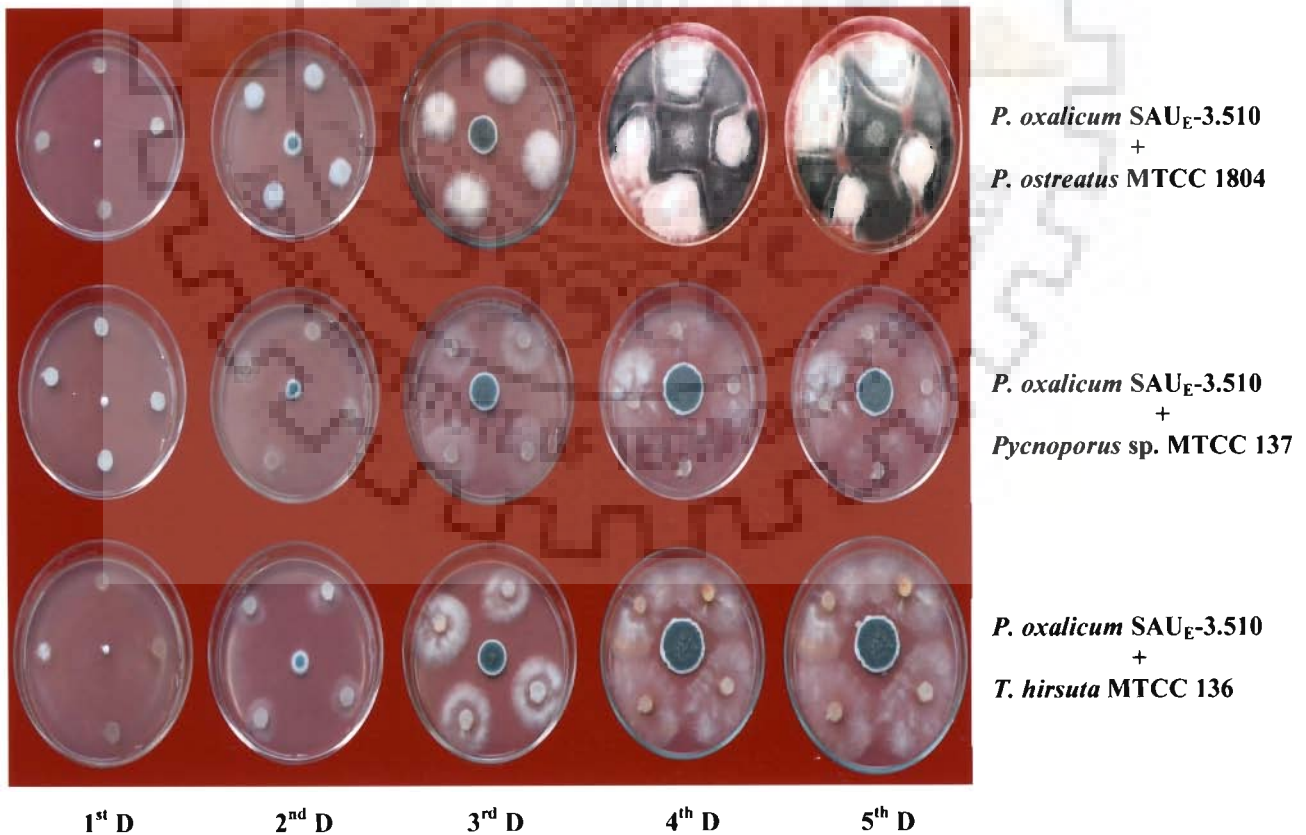 P. oxalicum SAUE-3.510
+
P. ostreatus MTCC 1804
P. oxalicum SAUE-3.510
+
Pycnoporus sp. MTCC 137
P. oxalicum SAUE-3.510
+
T. hirsuta MTCC 136
1st D 2nd D 3rd D 4th D 5th D